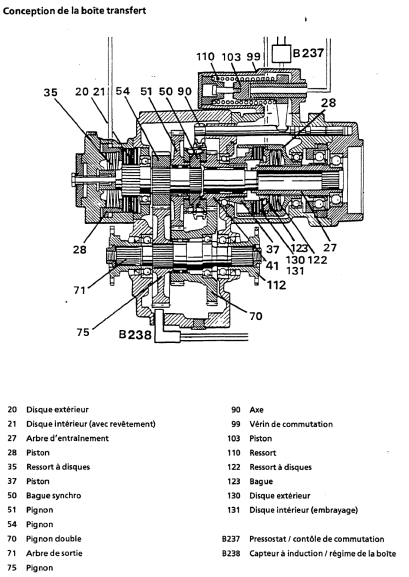 Conception de la boîte transfert
110 103 99
B237
20 21 54 51 50 90
35
28
28
37
41
123
130
131
122
27
71
112
75
70
B238
20 Disque extérieur
21 Disque intérieur (avec revêtement)
27 Arbre d'entraînement
28 Piston
35 Ressort à disques
37 Piston
50 Bague synchro
51 Pignon
54 Pignon
70 Pignon double
71 Arbre de sortie
75 Pignon
90 Axe
99 Vérin de commutation
103 Piston
110 Ressort
122 Ressort à disques
123 Bague
130 Disque extérieur
131 Disque intérieur (embrayage)
B237 Pressostat / contôle de commutation
B238 Capteur à induction / régime de la boîte